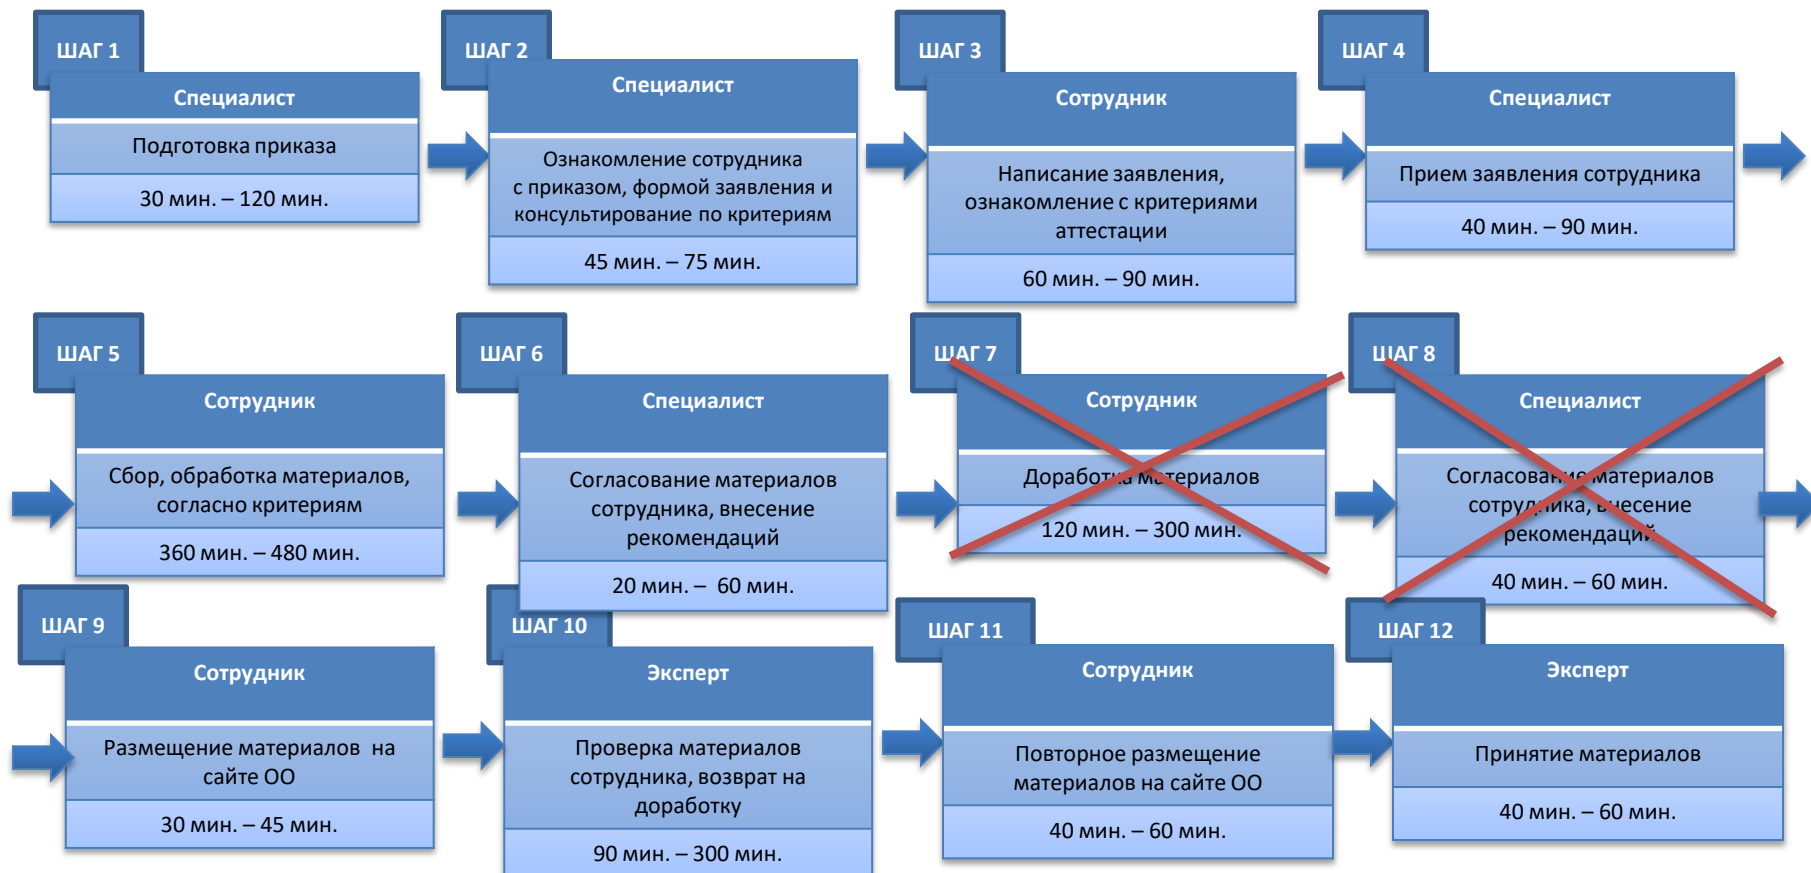 ШАГ 1
Специалист
Подготовка приказа
30 мин. – 120 мин.
ШАГ 2
Специалист
Ознакомление сотрудника
с приказом, формой заявления и
консультирование по критериям
45 мин. – 75 мин.
ШАГ 3
Сотрудник
Написание заявления,
ознакомление с критериями
аттестации
60 мин. – 90 мин.
ШАГ 4
Специалист
Прием заявления сотрудника
40 мин. – 90 мин.
ШАГ 5
Сотрудник
Сбор, обработка материалов,
согласно критериям
360 мин. – 480 мин.
ШАГ 6
Специалист
Согласование материалов
сотрудника, внесение
рекомендаций
20 мин. –  60 мин.
ШАГ 7
Сотрудник
Доработка материалов
120 мин. – 300 мин.
ШАГ 8
Специалист
Согласование материалов
сотрудника, внесение
рекомендаций
40 мин. – 60 мин.
ШАГ 9
Сотрудник
Размещение материалов  на
сайте ОО
30 мин. – 45 мин.
ШАГ 10
Эксперт
Проверка материалов
сотрудника, возврат на
доработку
90 мин. – 300 мин.
ШАГ 11
Сотрудник
Повторное размещение
материалов на сайте ОО
40 мин. – 60 мин.
ШАГ 12
Эксперт
Принятие материалов
40 мин. – 60 мин.